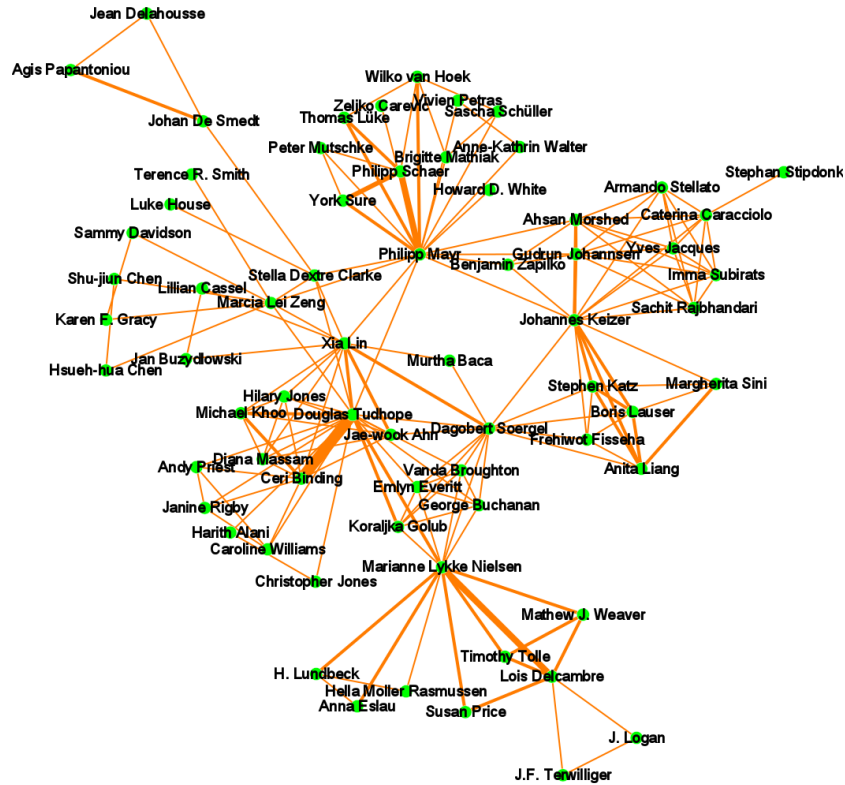 Jean Delahousse
Agis Papantoniou
Wilko van Hoek
Zeljko Carevic
Vivien Petras
Sascha Schüller
Thomas Lüke
Johan De Smedt
Peter Mutschke
Anne-Kathrin Walter
Brigitte Mathiak
Philipp Schaer
Terence R. Smith
Stephan Stipdonk
Armando Stellato
Howard D. White
York Sure
Luke House
Caterina Caracciolo
Ahsan Morshed
Sammy Davidson
Yves Jacques
Philipp Mayr
Gudrun Johannsen
Benjamin Zapilko
Stella Dextre Clarke
Imma Subirats
Shu-jiun Chen
Lillian Cassel
Marcia Lei Zeng
Sachit Rajbhandari
Karen F. Gracy
Johannes Keizer
Xia Lin
Jan Buzydlowski
Murtha Baca
Hsueh-hua Chen
Margherita Sini
Stephen Katz
Hilary Jones
Michael Khoo
Douglas Tudhope
Boris Lauser
Dagobert Soergel
Jae-wook Ahn
Frehiwot Fisseha
Diana Massam
Andy Priest
Vanda Broughton
Anita Liang
Ceri Binding
Emlyn Everitt
George Buchanan
Janine Rigby
Koraljka Golub
Harith Alani
Caroline Williams
Marianne Lykke Nielsen
Christopher Jones
Mathew J. Weaver
Timothy Tolle
H. Lundbeck
Lois Delcambre
Hella Moller Rasmussen
Anna Eslau
Susan Price
J. Logan
J.F. Terwilliger